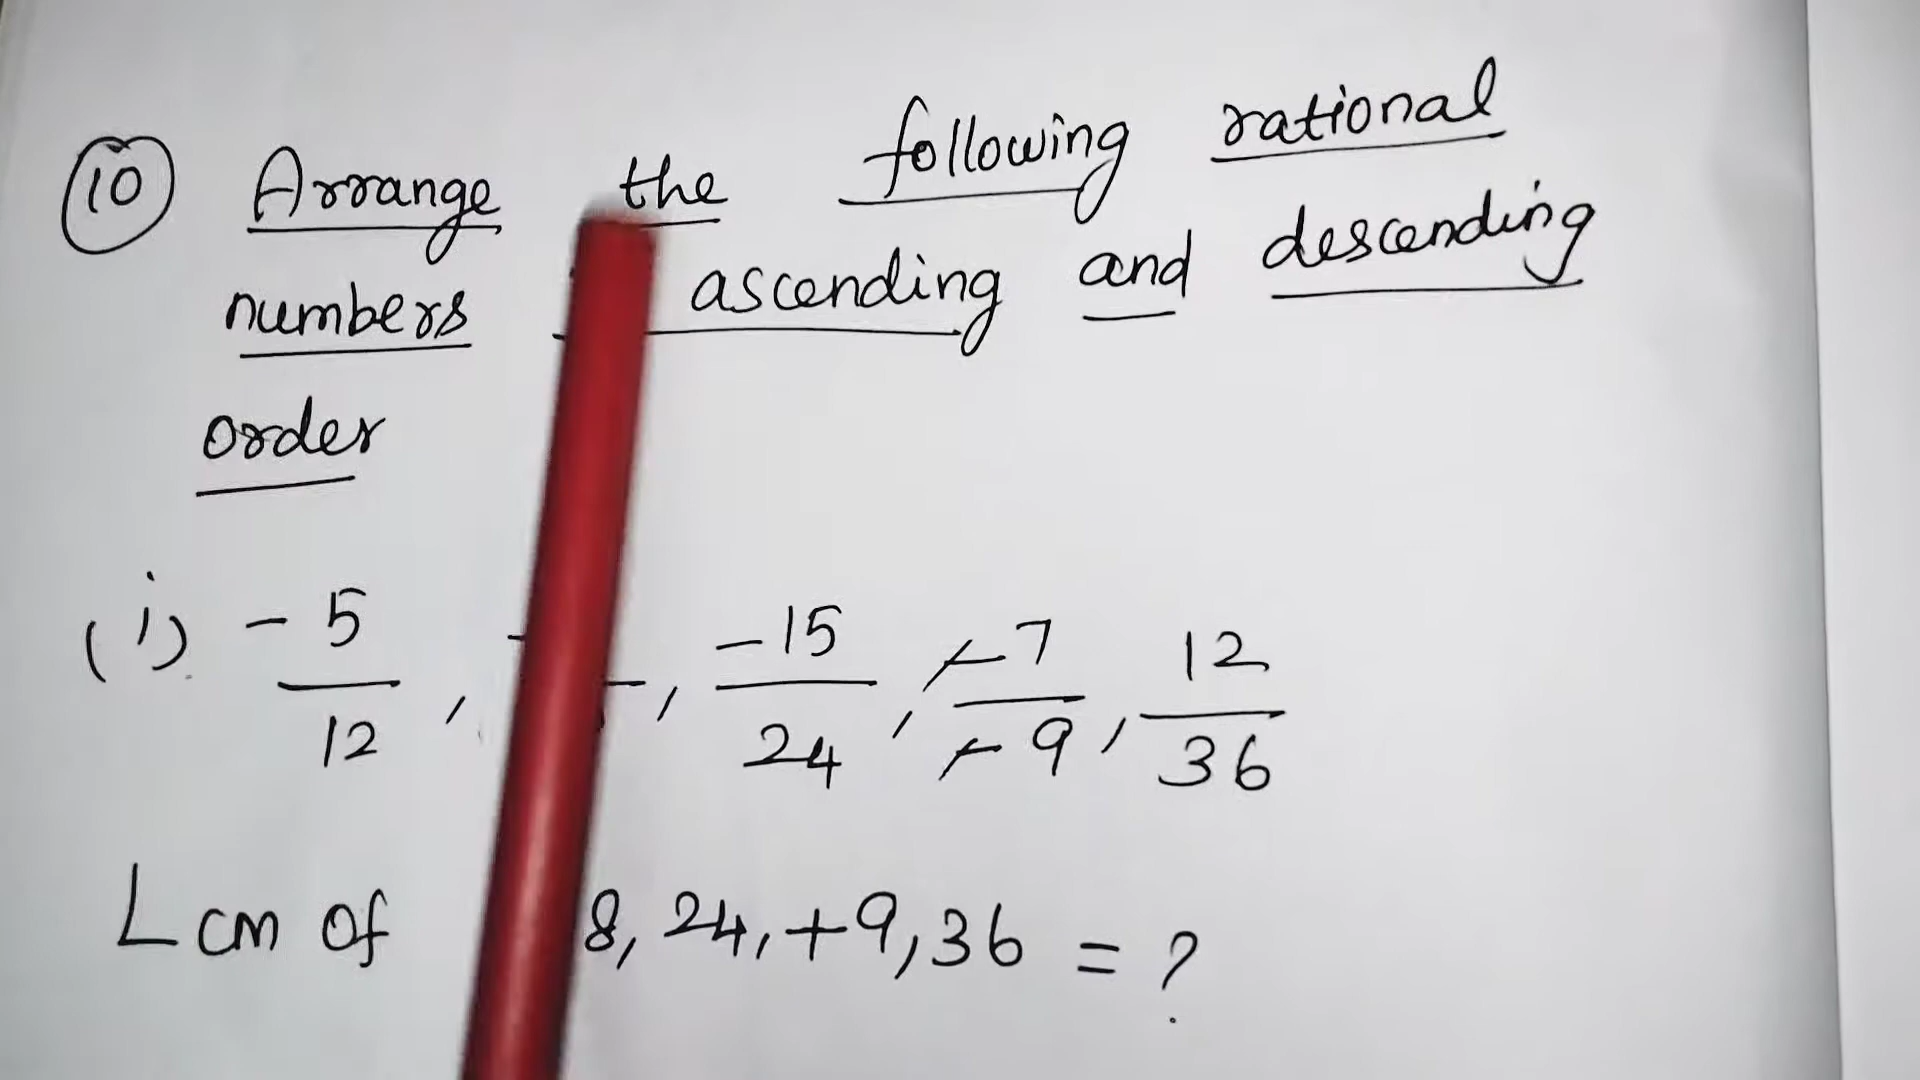 10 Arrange the following rational
numbers ascending and descending
order
(i) -5/12, , -15/24, -7/-9, 12/36
Lcm of 8, 24, +9, 36 = ?